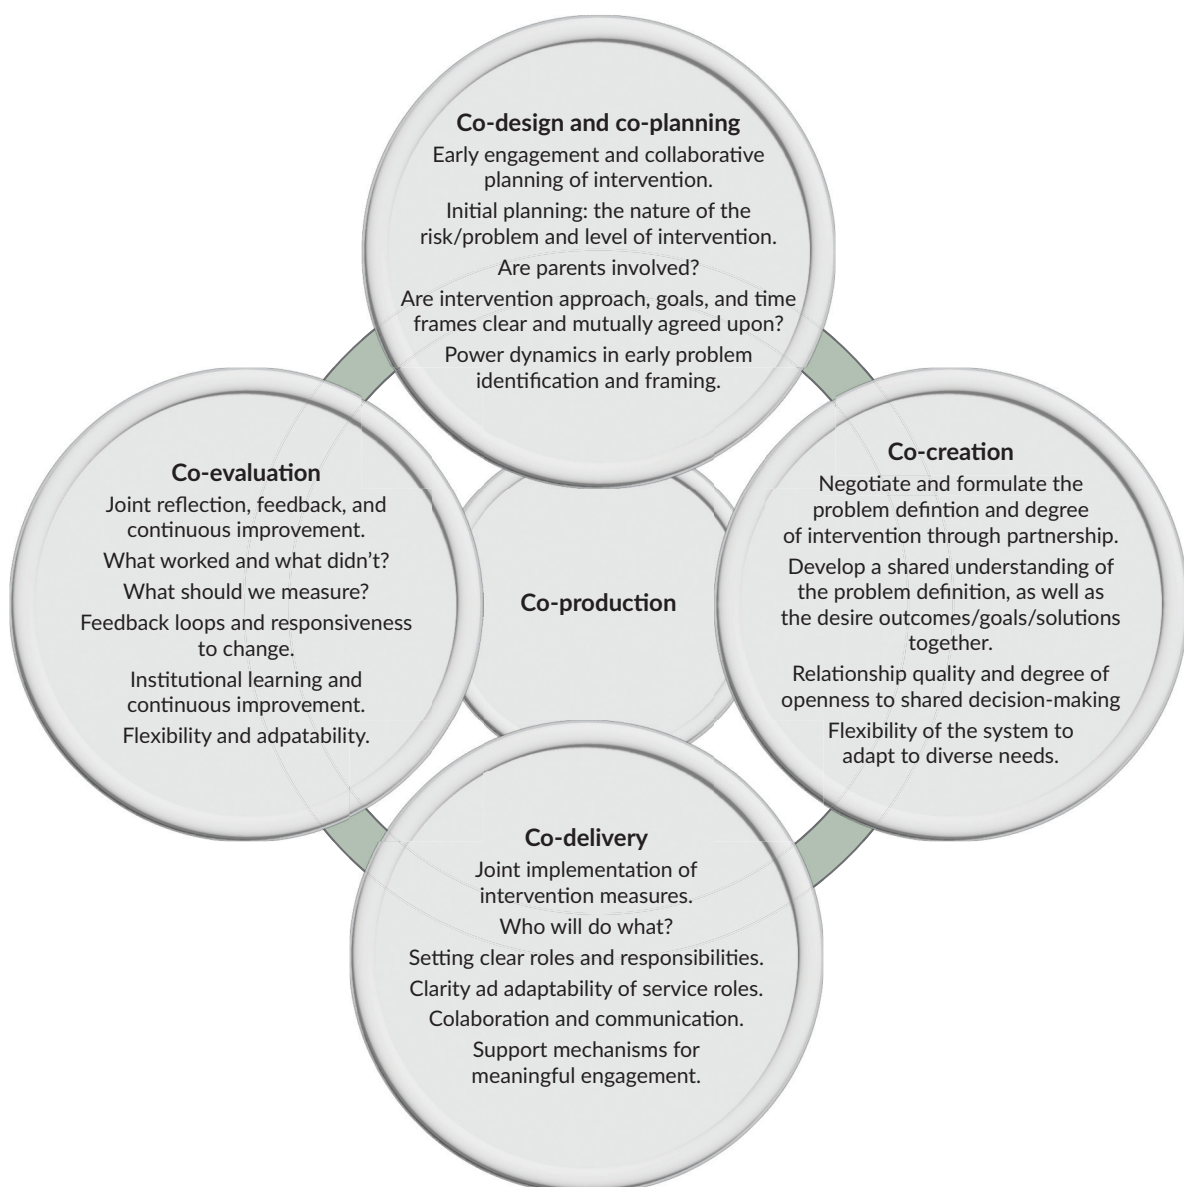 Co-design and co-planning
Early engagement and collaborative
planning of intervention.
Initial planning: the nature of the
risk/problem and level of intervention.
Are parents involved?
Are intervention approach, goals, and time
frames clear and mutually agreed upon?
Power dynamics in early problem
identification and framing.
Co-creation
Negotiate and formulate the
problem defintion and degree
of intervention through partnership.
Develop a shared understanding of
the problem definition, as well as
the desire outcomes/goals/solutions
together.
Relationship quality and degree of
openness to shared decision-making
Flexibility of the system to
adapt to diverse needs.
Co-delivery
Joint implementation of
intervention measures.
Who will do what?
Setting clear roles and responsibilities.
Clarity ad adaptability of service roles.
Colaboration and communication.
Support mechanisms for
meaningful engagement.
Co-evaluation
Joint reflection, feedback, and
continuous improvement.
What worked and what didn't?
What should we measure?
Feedback loops and responsiveness
to change.
Institutional learning and
continuous improvement.
Flexibility and adpatability.
Co-production